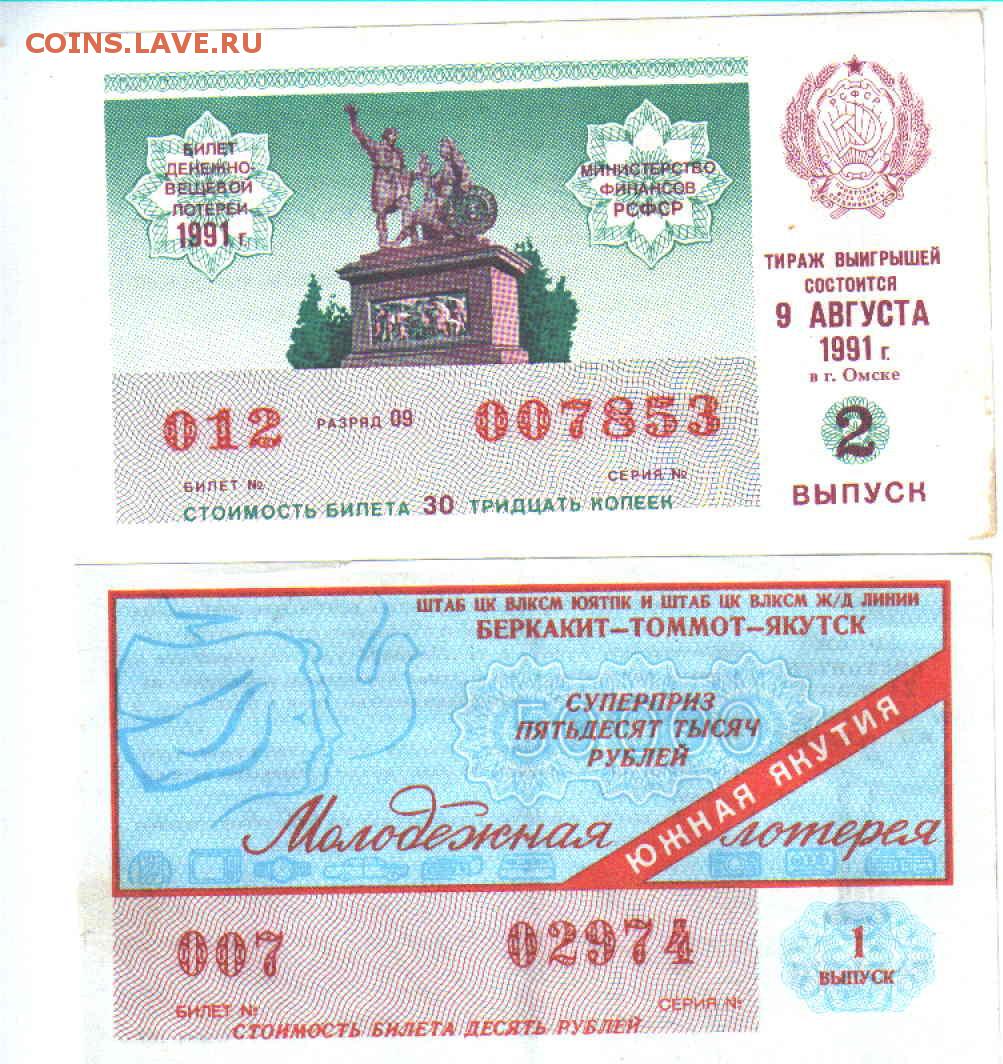 COINS.LAVE.RU
БИЛЕТ
ДЕНЕЖНО-
ВЕЩЕВОЙ
ЛОТЕРЕИ
1991 г.
МИНИСТЕРСТВО
ФИНАНСОВ
РСФСР
РСФСР
ТИРАЖ ВЫИГРЫШЕЙ
СОСТОИТСЯ
9 АВГУСТА
1991 г.
в г. Омске
2
ВЫПУСК
012 РАЗРЯД 09 007853
БИЛЕТ № СЕРИЯ №
СТОИМОСТЬ БИЛЕТА 30 ТРИДЦАТЬ КОПЕЕК
ШТАБ ЦК ВЛКСМ ЮЯТПК И ШТАБ ЦК ВЛКСМ Ж/Д ЛИНИИ
БЕРКАКИТ–ТОММОТ–ЯКУТСК
СУПЕРПРИЗ
ПЯТЬДЕСЯТ ТЫСЯЧ
РУБЛЕЙ
ЮЖНАЯ ЯКУТИЯ
Молодежная лотерея
007 02974
БИЛЕТ № СЕРИЯ №
СТОИМОСТЬ БИЛЕТА ДЕСЯТЬ РУБЛЕЙ
1
ВЫПУСК